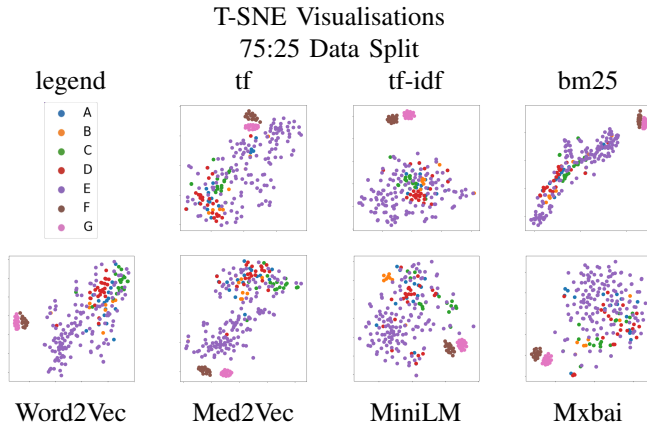 T-SNE Visualisations
75:25 Data Split
legend tf tf-idf bm25
A
B
C
D
E
F
G
Word2Vec Med2Vec MiniLM Mxbai